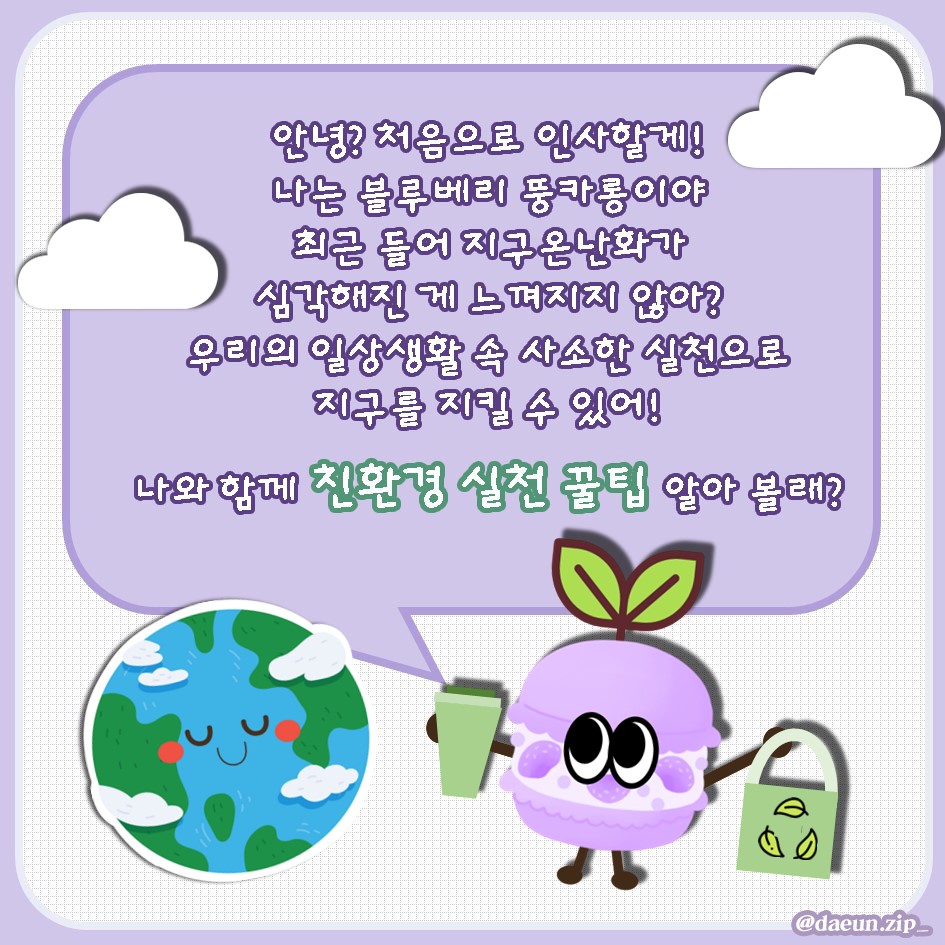 안녕? 처음으로 인사할게!
나는 블루베리 뚱카롱이야
최근 들어 지구온난화가
심각해진 게 느껴지지 않아?
우리의 일상생활 속 사소한 실천으로
지구를 지킬 수 있어!
나와 함께 친환경 실천 꿀팁 알아 볼래?
@daeun.zip_